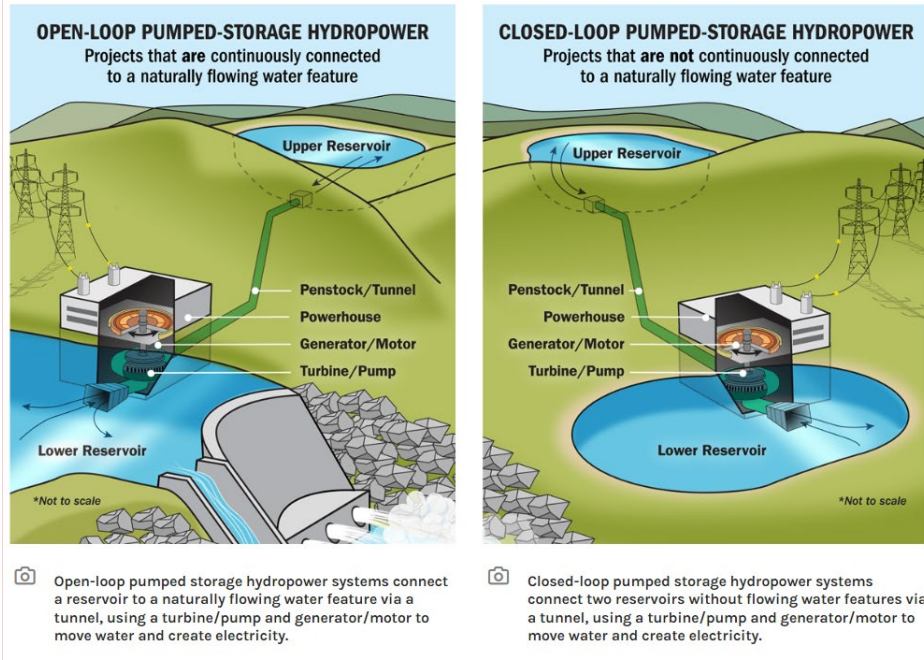 OPEN-LOOP PUMPED-STORAGE HYDROPOWER
Projects that are continuously connected
to a naturally flowing water feature
Upper Reservoir
Penstock/Tunnel
Powerhouse
Generator/Motor
Turbine/Pump
Lower Reservoir
*Not to scale
Open-loop pumped storage hydropower systems connect
a reservoir to a naturally flowing water feature via a
tunnel, using a turbine/pump and generator/motor to
move water and create electricity.
CLOSED-LOOP PUMPED-STORAGE HYDROPOWER
Projects that are not continuously connected
to a naturally flowing water feature
Upper Reservoir
Penstock/Tunnel
Powerhouse
Generator/Motor
Turbine/Pump
Lower Reservoir
*Not to scale
Closed-loop pumped storage hydropower systems
connect two reservoirs without flowing water features via
a tunnel, using a turbine/pump and generator/motor to
move water and create electricity.